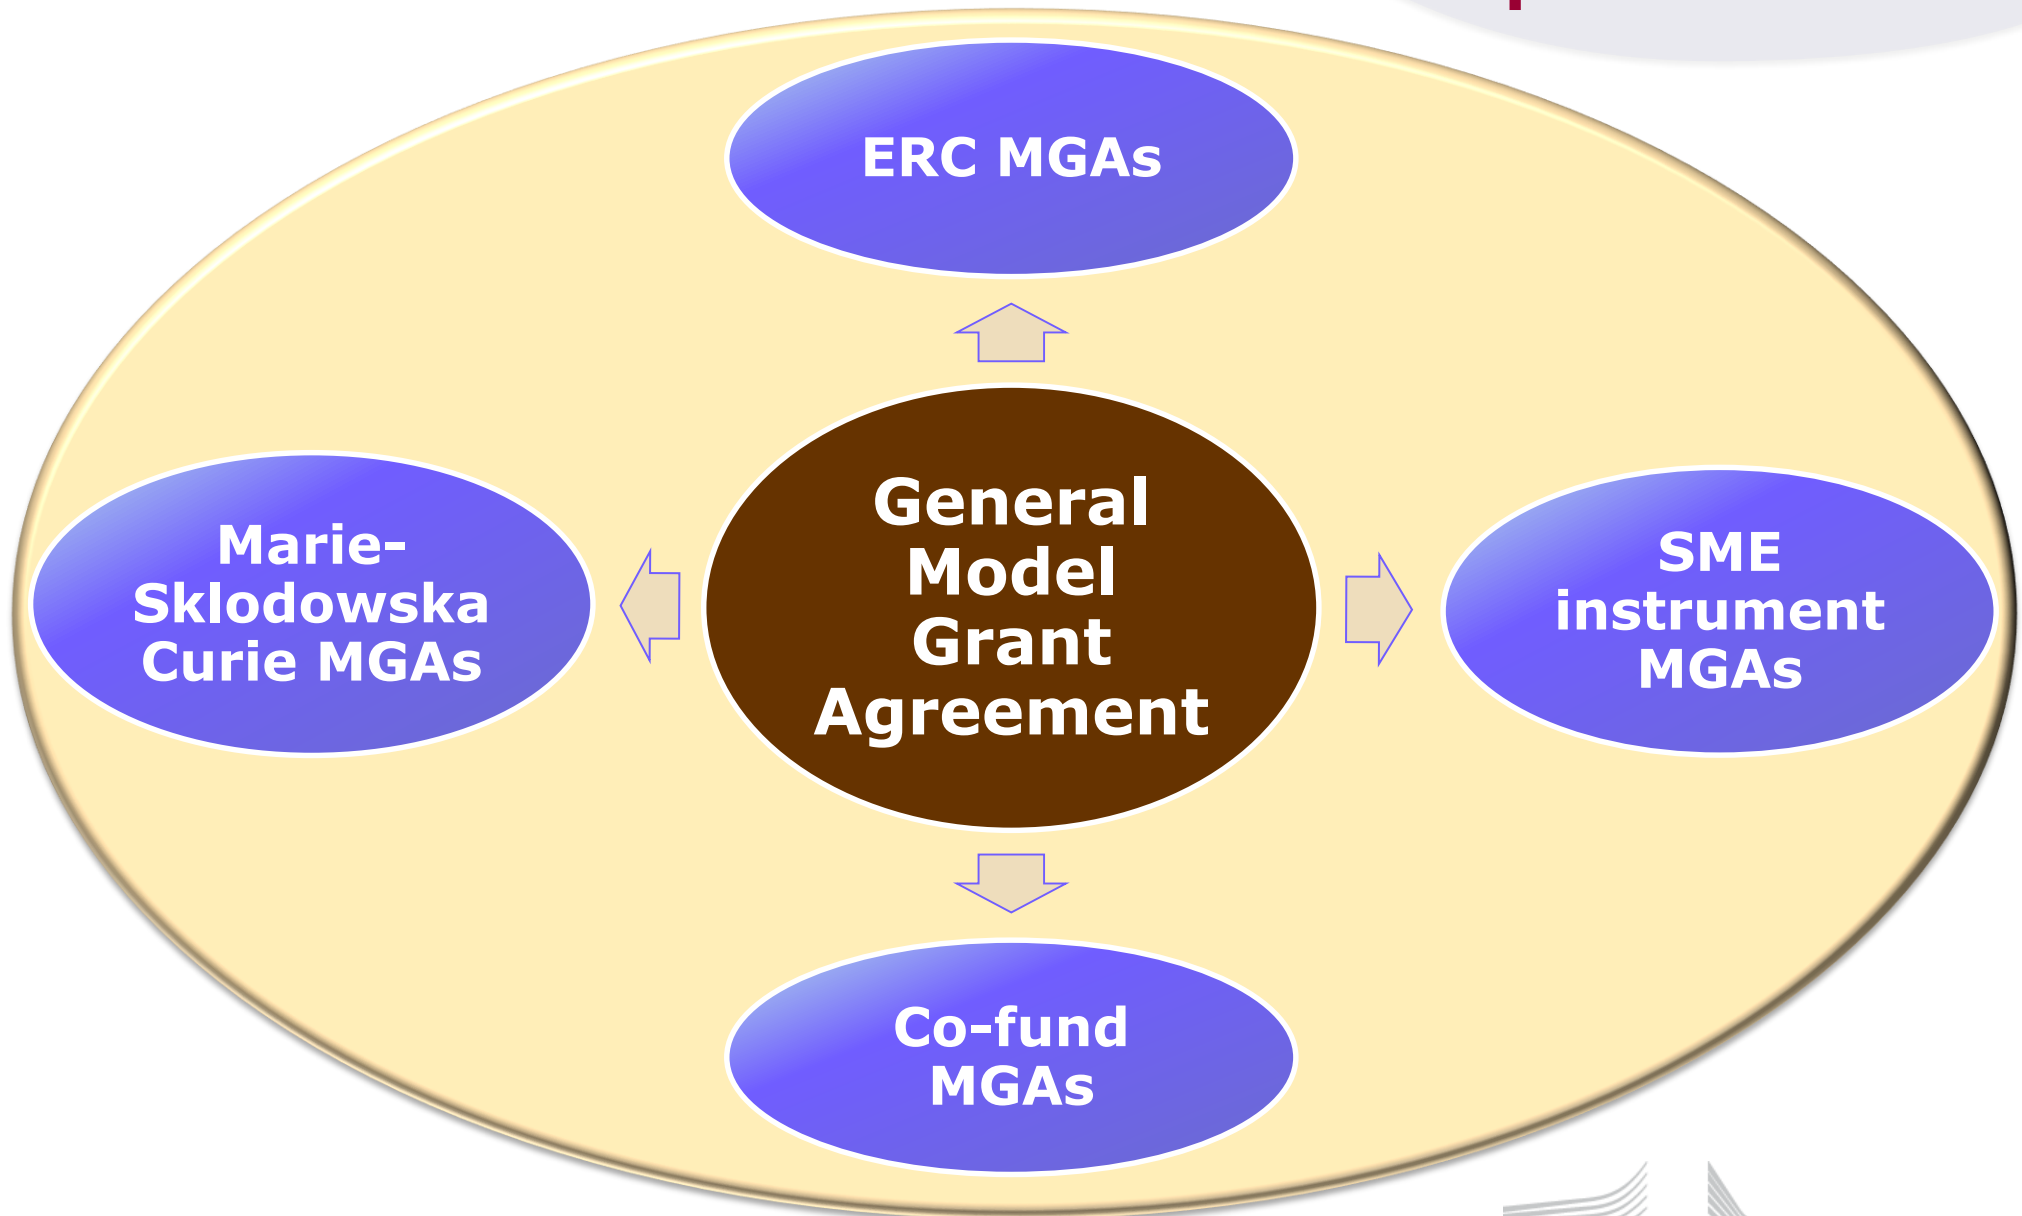 ERC MGAs
Marie-
Sklodowska
Curie MGAs
General
Model
Grant
Agreement
SME
instrument
MGAs
Co-fund
MGAs